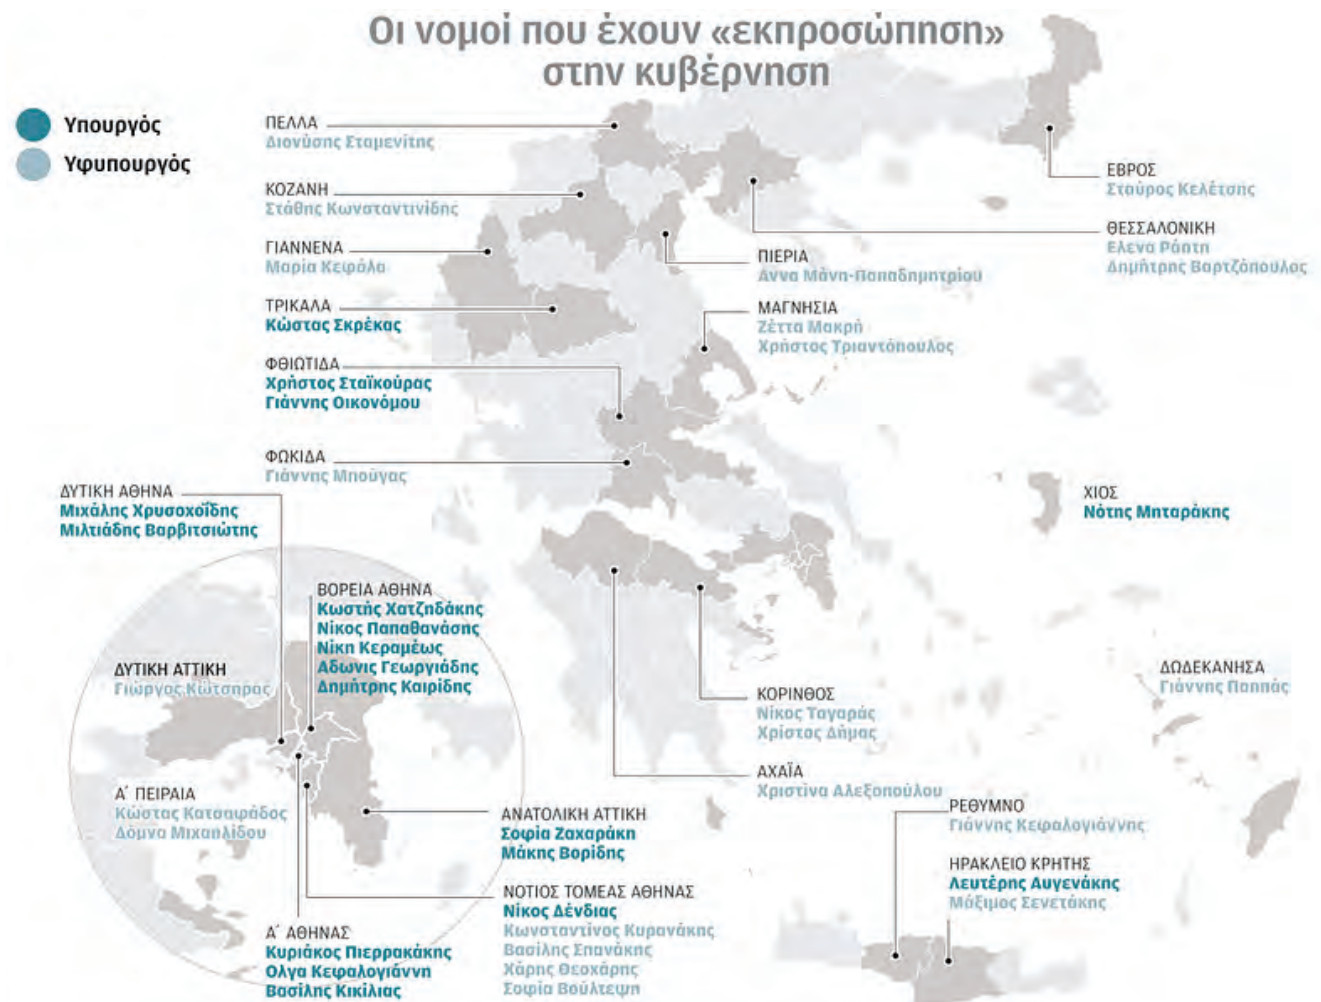 Οι νομοί που έχουν «εκπροσώπηση»
στην κυβέρνηση
Υπουργός
Υφυπουργός
ΠΕΛΛΑ
Διονύσης Σταμενίτης
ΚΟΖΑΝΗ
Στάθης Κωνσταντινίδης
ΓΙΑΝΝΕΝΑ
Μαρία Κεφάλα
ΤΡΙΚΑΛΑ
Κώστας Σκρέκας
ΦΘΙΩΤΙΔΑ
Χρήστος Σταϊκούρας
Γιάννης Οικονόμου
ΦΩΚΙΔΑ
Γιάννης Μπούγας
ΕΒΡΟΣ
Σταύρος Κελέτσης
ΘΕΣΣΑΛΟΝΙΚΗ
Ελενα Ράπτη
Δημήτρης Βαρτζόπουλος
ΠΙΕΡΙΑ
Αννα Μάνη-Παπαδημητρίου
ΜΑΓΝΗΣΙΑ
Ζέττα Μακρή
Χρήστος Τριαντόπουλος
ΧΙΟΣ
Νότης Μηταράκης
ΔΥΤΙΚΗ ΑΘΗΝΑ
Μιχάλης Χρυσοχοΐδης
Μιλτιάδης Βαρβιτσιώτης
ΒΟΡΕΙΑ ΑΘΗΝΑ
Κωστής Χατζηδάκης
Νίκος Παπαθανάσης
Νίκη Κεραμέως
Αδωνις Γεωργιάδης
Δημήτρης Καιρίδης
ΔΥΤΙΚΗ ΑΤΤΙΚΗ
Γιώργος Κώτσηρας
Α΄ ΠΕΙΡΑΙΑ
Κώστας Κατσαφάδος
Δόμνα Μιχαηλίδου
ΑΝΑΤΟΛΙΚΗ ΑΤΤΙΚΗ
Σοφία Ζαχαράκη
Μάκης Βορίδης
ΝΟΤΙΟΣ ΤΟΜΕΑΣ ΑΘΗΝΑΣ
Νίκος Δένδιας
Κωνσταντίνος Κυρανάκης
Βασίλης Σπανάκης
Χάρης Θεοχάρης
Σοφία Βούλτεψη
Α΄ ΑΘΗΝΑΣ
Κυριάκος Πιερρακάκης
Ολγα Κεφαλογιάννη
Βασίλης Κικίλιας
ΚΟΡΙΝΘΟΣ
Νίκος Ταγαράς
Χρίστος Δήμας
ΑΧΑΪΑ
Χριστίνα Αλεξοπούλου
ΔΩΔΕΚΑΝΗΣΑ
Γιάννης Παππάς
ΡΕΘΥΜΝΟ
Γιάννης Κεφαλογιάννης
ΗΡΑΚΛΕΙΟ ΚΡΗΤΗΣ
Λευτέρης Αυγενάκης
Μάξιμος Σενετάκης